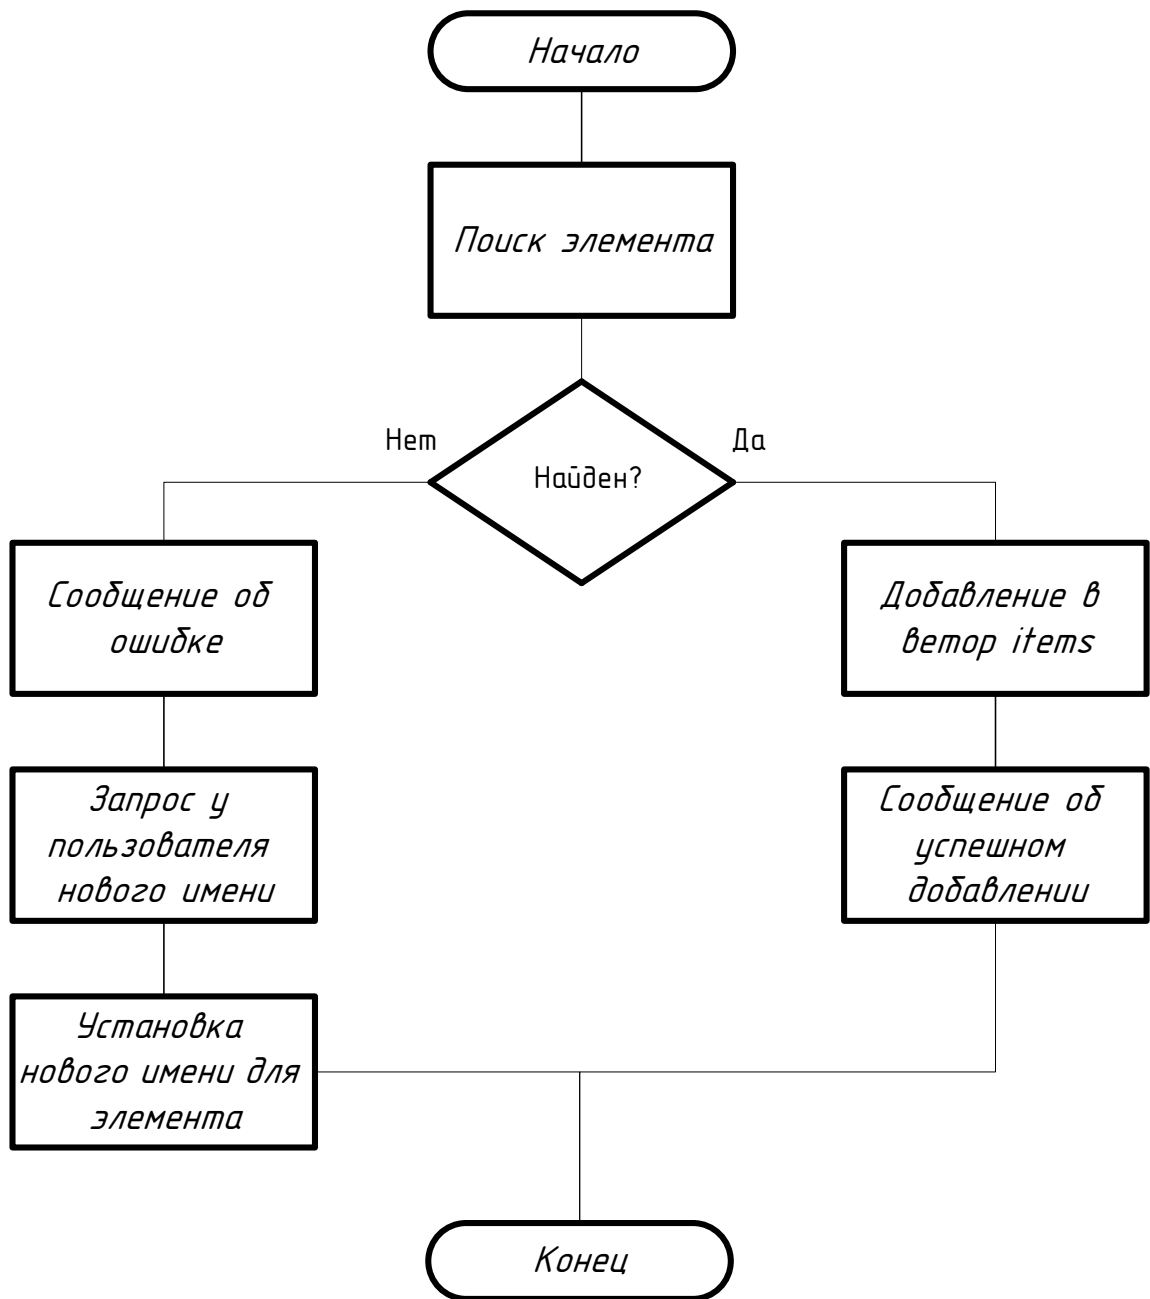 Начало
Поиск элемента
Нет
Да
Найден?
Сообщение об
ошибке
Добавление в
ветор items
Запрос у
пользователя
нового имени
Сообщение об
успешном
добавлении
Установка
нового имени для
элемента
Конец